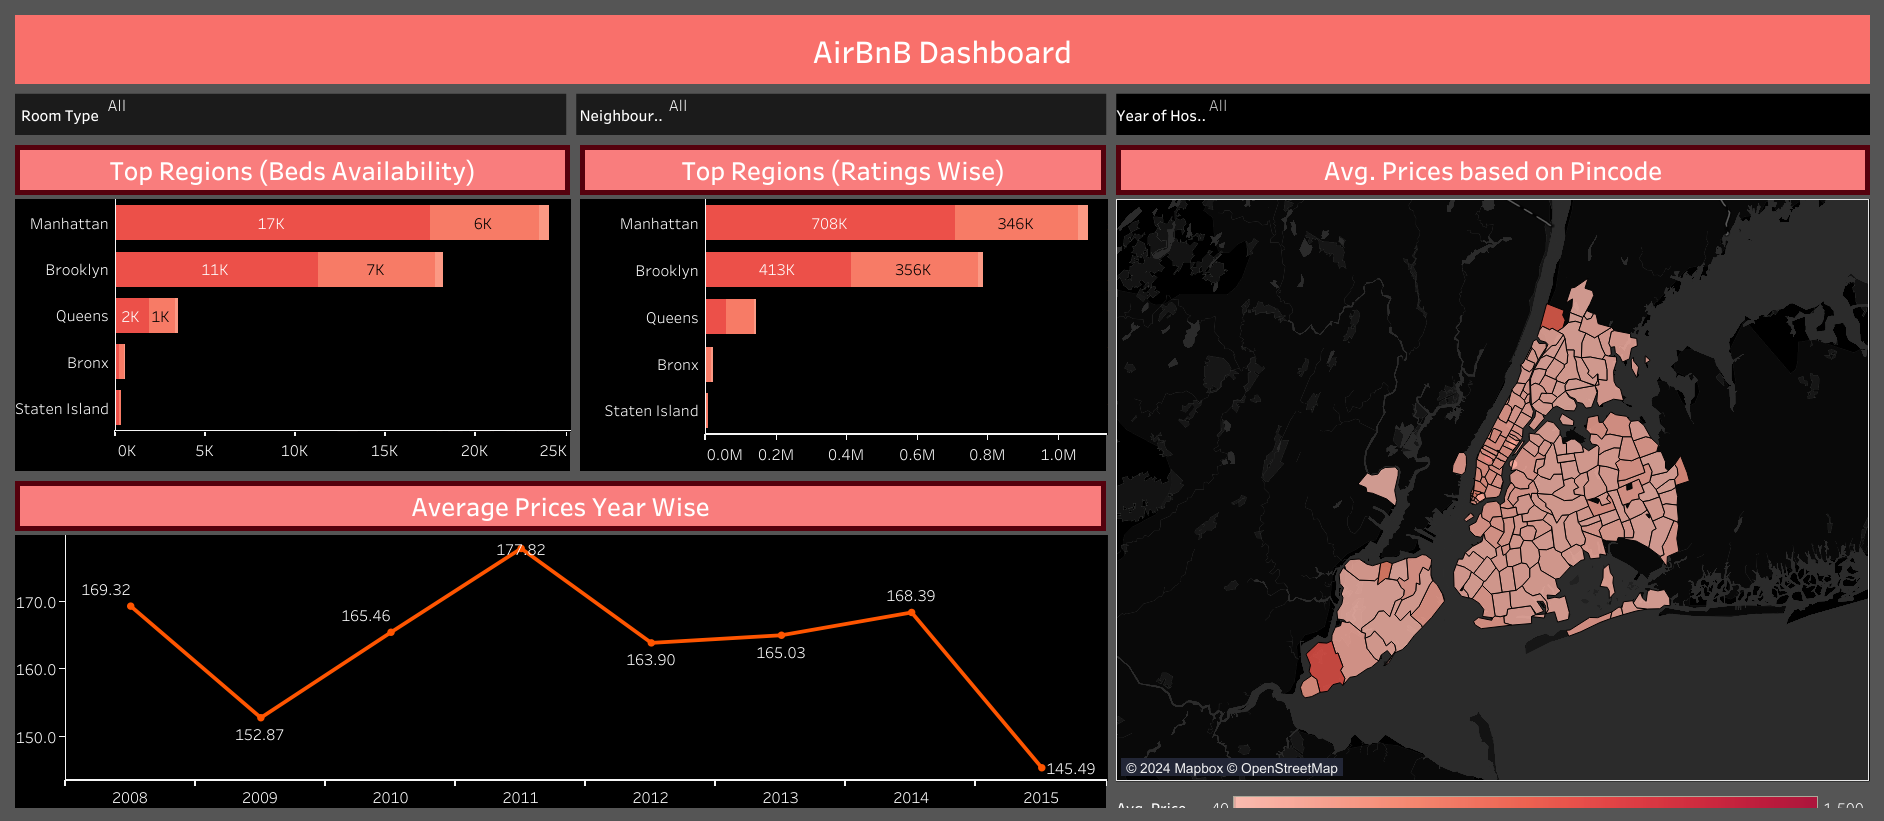 AirBnB Dashboard
Room Type All
Neighbour.. All
Year of Hos.. All
Top Regions (Beds Availability)
Manhattan 17K 6K
Brooklyn 11K 7K
Queens 2K 1K
Bronx
Staten Island
0K 5K 10K 15K 20K 25K
Top Regions (Ratings Wise)
Manhattan 708K 346K
Brooklyn 413K 356K
Queens
Bronx
Staten Island
0.0M 0.2M 0.4M 0.6M 0.8M 1.0M
Avg. Prices based on Pincode
© 2024 Mapbox © OpenStreetMap
Avg. Price 40 1,500
Average Prices Year Wise
170.0
160.0
150.0
169.32
152.87
165.46
177.82
163.90
165.03
168.39
145.49
2008 2009 2010 2011 2012 2013 2014 2015